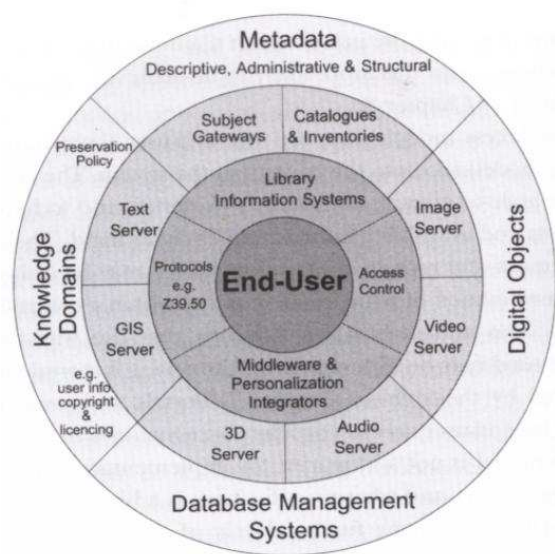 Metadata
Descriptive, Administrative & Structural
Subject
Gateways
Catalogues
& Inventories
Preservation
Policy
Library
Information Systems
Text
Server
Image
Server
Knowledge
Domains
Protocols
e.g.
Z39.50
End-User
Access
Control
Digital Objects
GIS
Server
Video
Server
e.g.
user info.
copyright
&
licencing
Middleware &
Personalization
Integrators
3D
Server
Audio
Server
Database Management
Systems